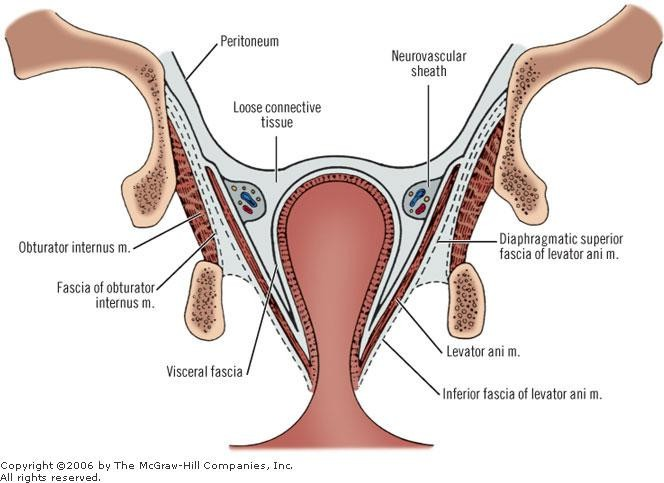 Peritoneum
Neurovascular
sheath
Loose connective
tissue
Obturator internus m.
Diaphragmatic superior
fascia of levator ani m.
Fascia of obturator
internus m.
Levator ani m.
Visceral fascia
Inferior fascia of levator ani m.
Copyright ©2006 by The McGraw-Hill Companies, Inc.
All rights reserved.